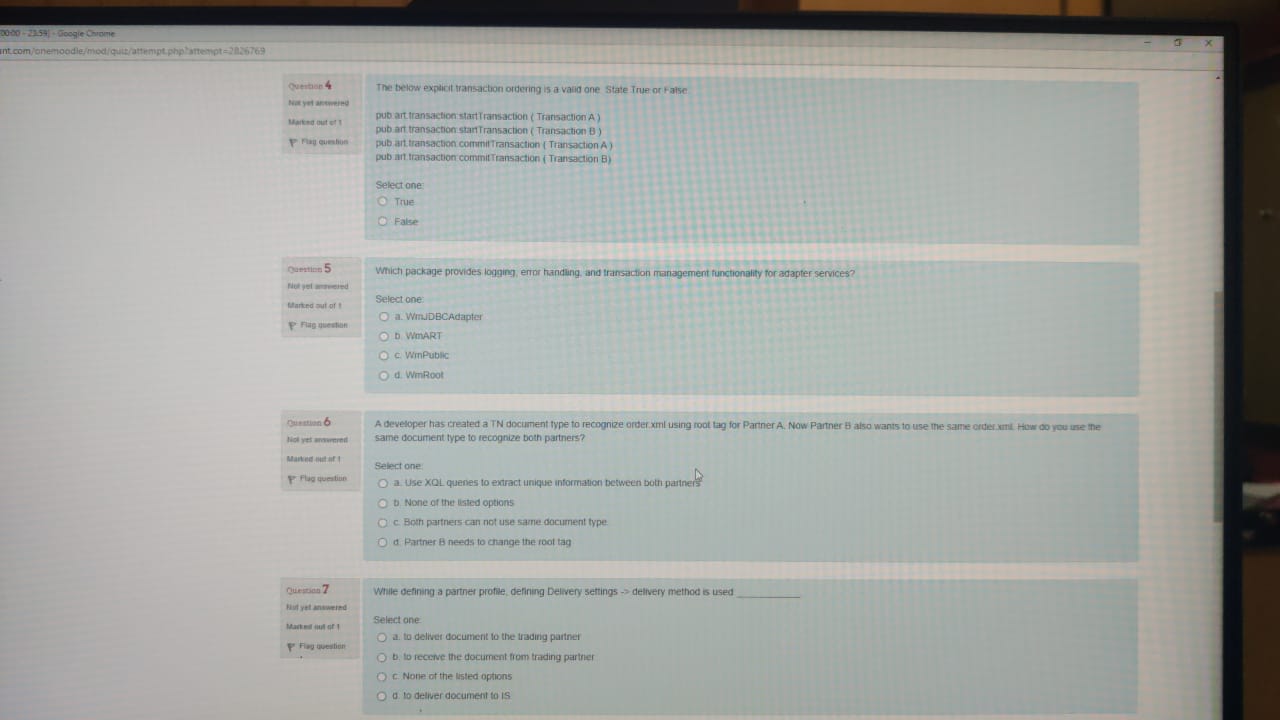 00:00 - 23:59] - Google Chrome
nt.com/onemoodle/mod/quiz/attempt.php?attempt=2826769
Question 4
Not yet answered
Marked out of 1
Flag question
The below explicit transaction ordering is a valid one. State True or False.
pub.art.transaction:startTransaction ( Transaction A )
pub.art.transaction:startTransaction ( Transaction B )
pub.art.transaction:commitTransaction ( Transaction A )
pub.art.transaction:commitTransaction ( Transaction B)
Select one:
True
False
Question 5
Not yet answered
Marked out of 1
Flag question
Which package provides logging, error handling, and transaction management functionality for adapter services?
Select one:
a. WmJDBCAdapter
b. WmART
c. WmPublic
d. WmRoot
Question 6
Not yet answered
Marked out of 1
Flag question
A developer has created a TN document type to recognize order.xml using root tag for Partner A. Now Partner B also wants to use the same order.xml. How do you use the
same document type to recognize both partners?
Select one:
a. Use XQL queries to extract unique information between both partners
b. None of the listed options
c. Both partners can not use same document type.
d. Partner B needs to change the root tag
Question 7
Not yet answered
Marked out of 1
Flag question
While defining a partner profile, defining Delivery settings -> delivery method is used ____________
Select one:
a. to deliver document to the trading partner
b. to receive the document from trading partner
c. None of the listed options
d. to deliver document to IS